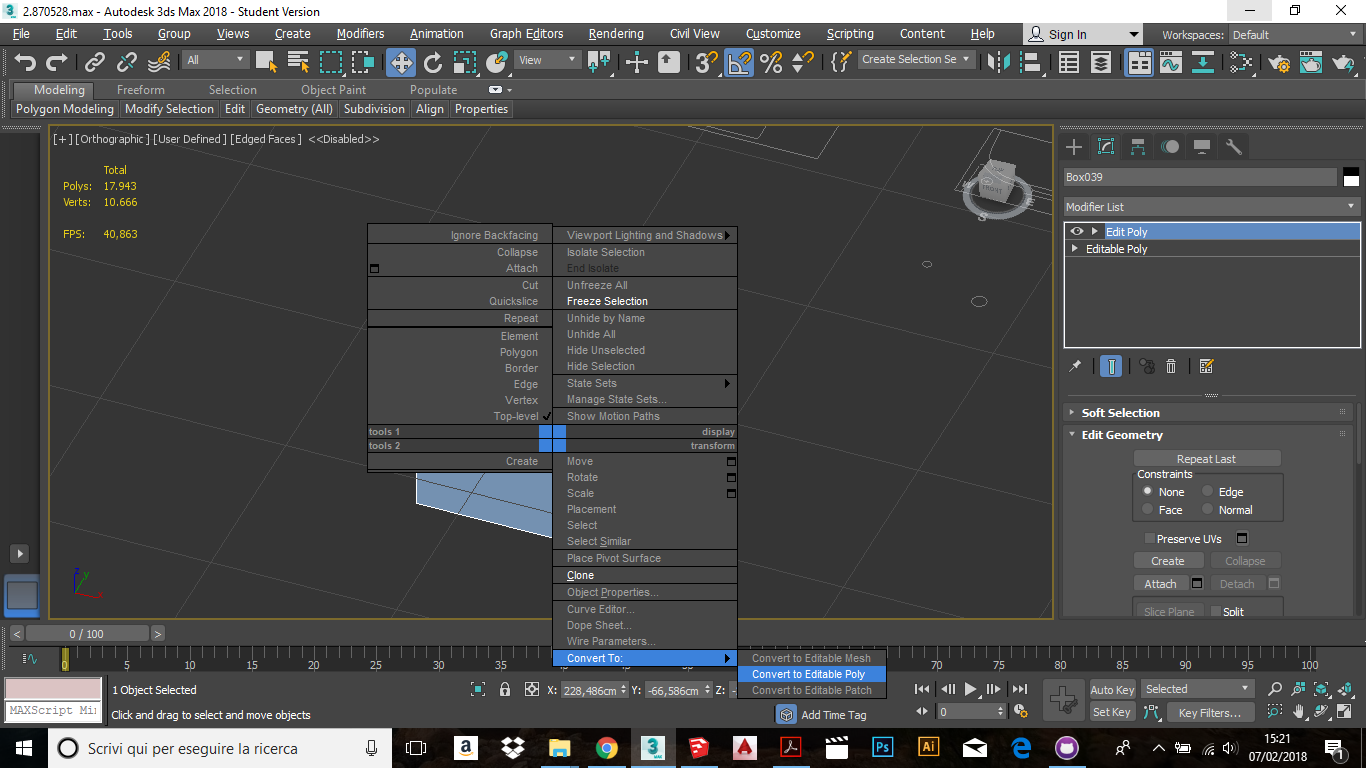 2.870528.max - Autodesk 3ds Max 2018 - Student Version
File Edit Tools Group Views Create Modifiers Animation Graph Editors Rendering Civil View Customize Scripting Content Help Sign In Workspaces: Default
All View Create Selection Se
Modeling Freeform Selection Object Paint Populate
Polygon Modeling Modify Selection Edit Geometry (All) Subdivision Align Properties
[+] [Orthographic] [User Defined] [Edged Faces] <<Disabled>>
Total
Polys: 17.943
Verts: 10.666
FPS: 40,863
Ignore Backfacing
Collapse
Attach
Cut
Quickslice
Repeat
Element
Polygon
Border
Edge
Vertex
Top-level
tools 1
tools 2
Create
Viewport Lighting and Shadows
Isolate Selection
End Isolate
Unfreeze All
Freeze Selection
Unhide by Name
Unhide All
Hide Unselected
Hide Selection
State Sets
Manage State Sets...
Show Motion Paths
display
transform
Move
Rotate
Scale
Placement
Select
Select Similar
Place Pivot Surface
Clone
Object Properties...
Curve Editor...
Dope Sheet...
Wire Parameters...
Convert To:
Convert to Editable Mesh
Convert to Editable Poly
Convert to Editable Patch
FRONT
S
E
Box039
Modifier List
Edit Poly
Editable Poly
Soft Selection
Edit Geometry
Repeat Last
Constraints
None Edge
Face Normal
Preserve UVs
Create Collapse
Attach Detach
Slice Plane Split
z y x
< 0 / 100 >
0 5 10 15 20 25 30 35 70 75 80 85 90 95 100
1 Object Selected
X: 228,486cm Y: -66,586cm Z: -
Auto Key Selected
MAXScript Mi
Click and drag to select and move objects
Add Time Tag
0
Set Key Key Filters...
Scrivi qui per eseguire la ricerca
15:21
07/02/2018